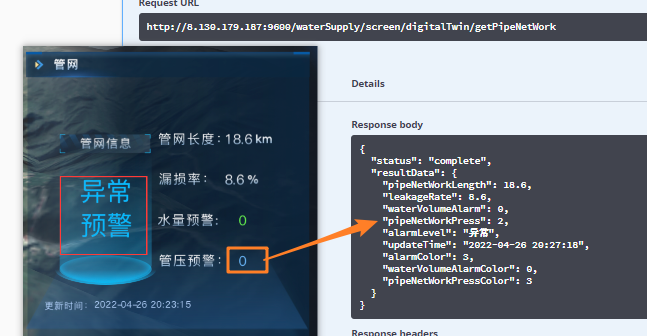 Request URL
http://8.130.179.187:9600/waterSupply/screen/digitalTwin/getPipeNetWork
管网
管网信息
管网长度：18.6 km
异常
预警
漏损率： 8.6 %
水量预警： 0
管压预警： 0
更新时间： 2022-04-26 20:23:15
Details
Response body
{
"status": "complete",
"resultData": {
"pipeNetWorkLength": 18.6,
"leakageRate": 8.6,
"waterVolumeAlarm": 0,
"pipeNetWorkPress": 2,
"alarmLevel": "异常",
"updateTime": "2022-04-26 20:27:18",
"alarmColor": 3,
"waterVolumeAlarmColor": 0,
"pipeNetWorkPressColor": 3
}
}
Response headers